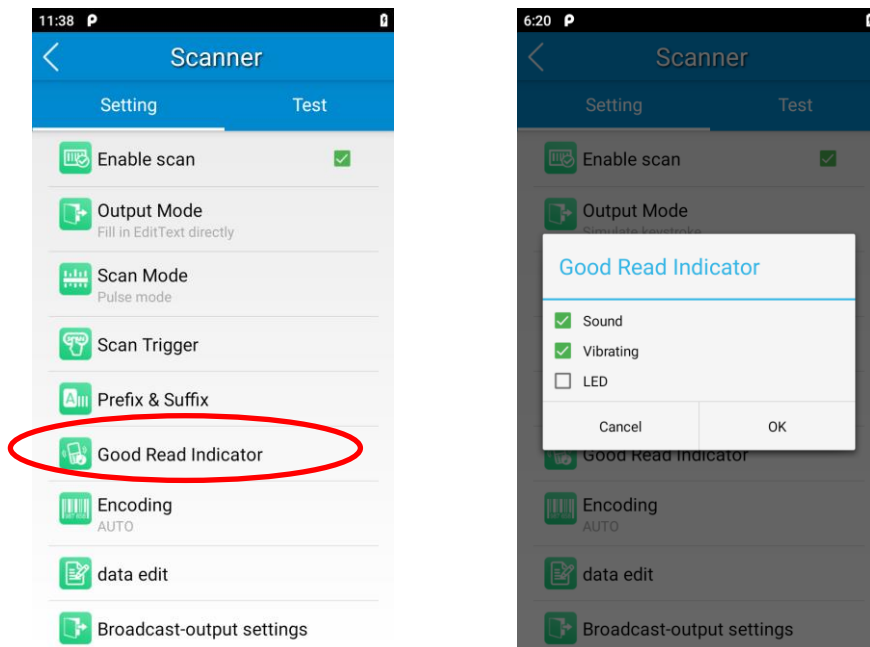 11:38
Scanner
Setting Test
Enable scan
Output Mode
Fill in EditText directly
Scan Mode
Pulse mode
Scan Trigger
Prefix & Suffix
Good Read Indicator
Encoding
AUTO
data edit
Broadcast-output settings
6:20
Scanner
Setting Test
Enable scan
Output Mode
Simulate keystroke
Good Read Indicator
Sound
Vibrating
LED
Cancel OK
Good Read Indicator
Encoding
AUTO
data edit
Broadcast-output settings